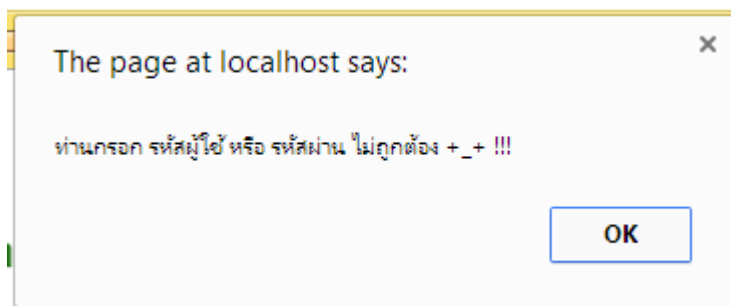 The page at localhost says:
ท่านกรอก รหัสผู้ใช้ หรือ รหัสผ่าน ไม่ถูกต้อง +_+ !!!
OK